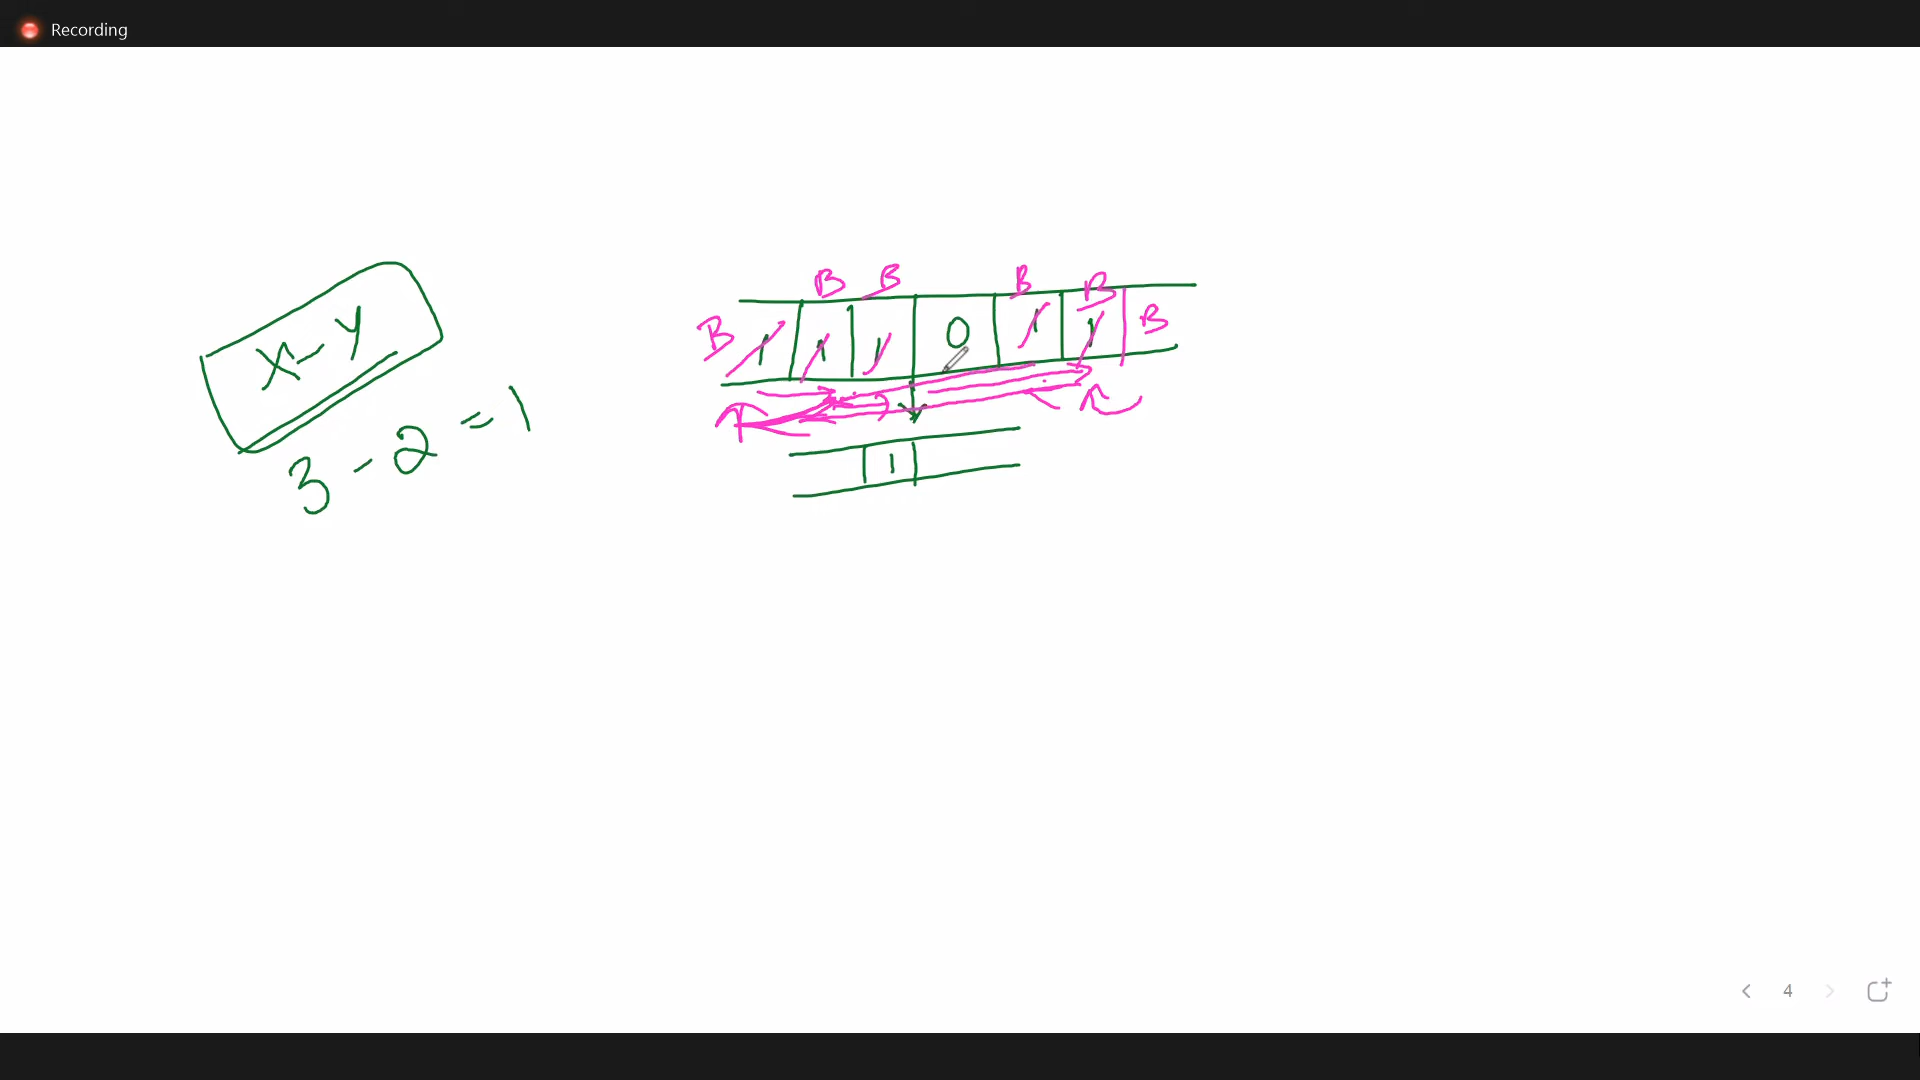 Recording
B B B B
X - Y
B 1 1 1 0 1 1 B
3 - 2 = 1
1
4